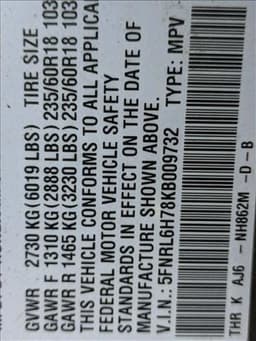 GVWR 2730 KG(6019 LBS) TIRE SIZE
GAWR F 1310 KG(2888 LBS) 235/60R18 103
GAWR R 1465 KG(3230 LBS) 235/60R18 103
THIS VEHICLE CONFORMS TO ALL APPLICA
FEDERAL MOTOR VEHICLE SAFETY
STANDARDS IN EFFECT ON THE DATE OF
MANUFACTURE SHOWN ABOVE.
V.I.N.: 5FNRL6H78KB009732 TYPE: MPV
THR K AJ6 - NH862M -D-B